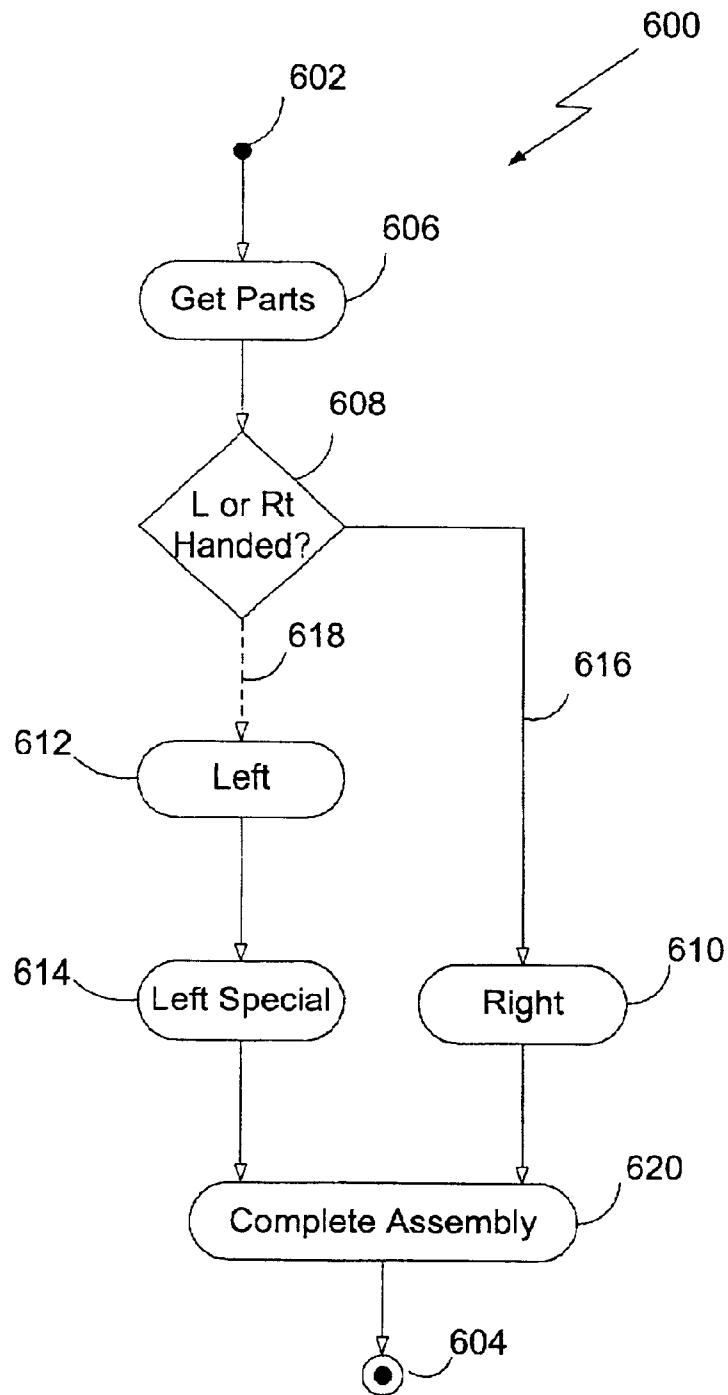 600
602
606
Get Parts
608
L or Rt
Handed?
618
616
612
Left
614
Left Special
610
Right
620
Complete Assembly
604